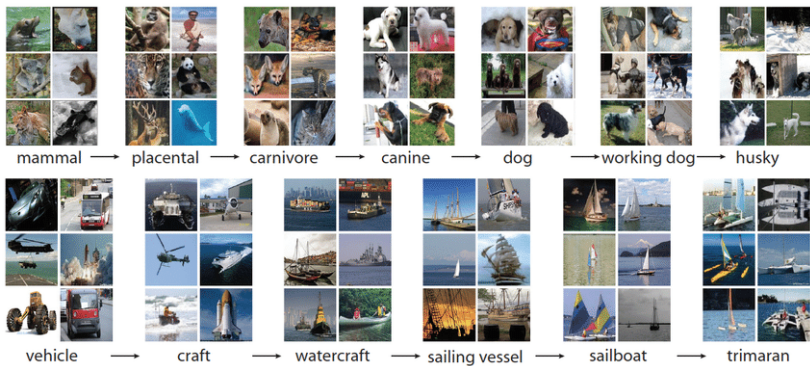 mammal → placental → carnivore → canine → dog → working dog → husky
vehicle → craft → watercraft → sailing vessel → sailboat → trimaran